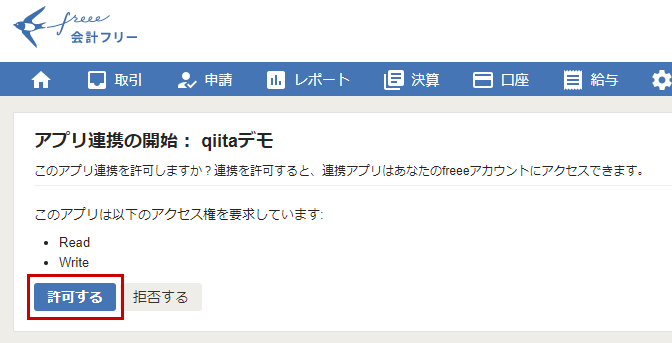 freee
会計フリー
取引 申請 レポート 決算 口座 給与
アプリ連携の開始： qiitaデモ
このアプリ連携を許可しますか？連携を許可すると、連携アプリはあなたのfreeeアカウントにアクセスできます。
このアプリは以下のアクセス権を要求しています:
Read
Write
許可する 拒否する